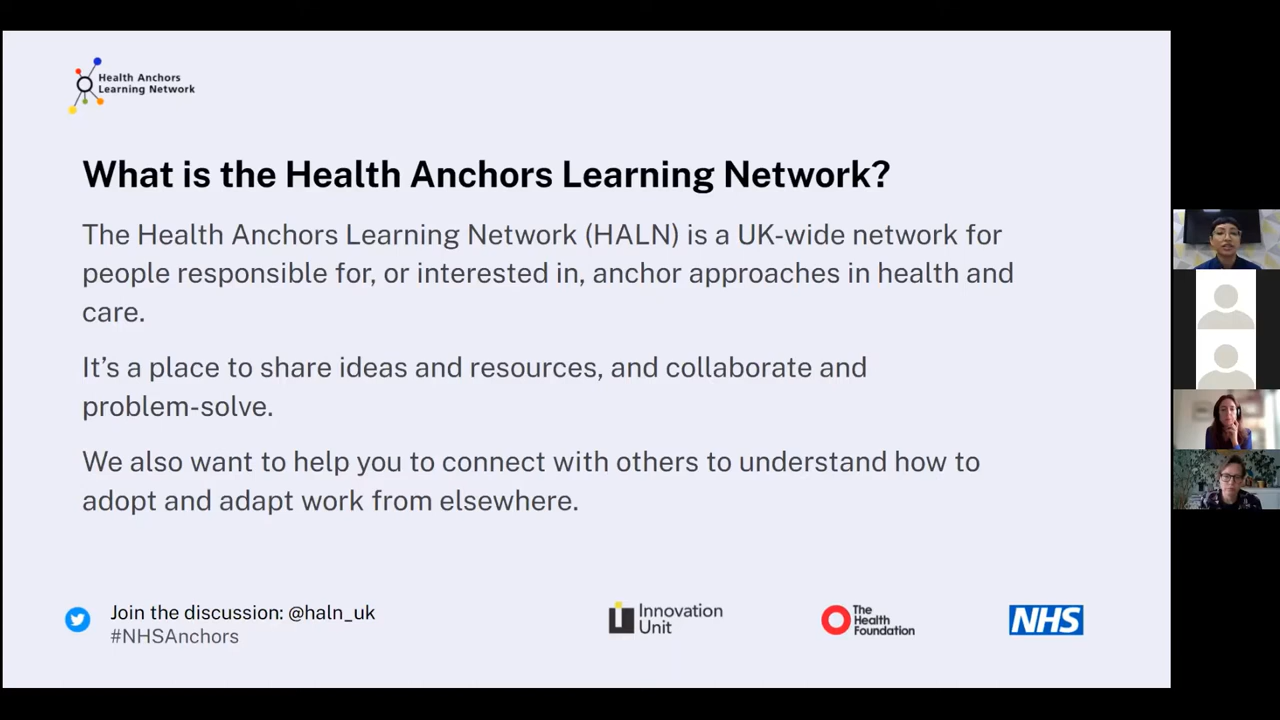 Health Anchors
Learning Network
What is the Health Anchors Learning Network?
The Health Anchors Learning Network (HALN) is a UK-wide network for
people responsible for, or interested in, anchor approaches in health and
care.
It’s a place to share ideas and resources, and collaborate and
problem-solve.
We also want to help you to connect with others to understand how to
adopt and adapt work from elsewhere.
Join the discussion: @haln_uk
#NHSAnchors
Innovation
Unit
The
Health
Foundation
NHS